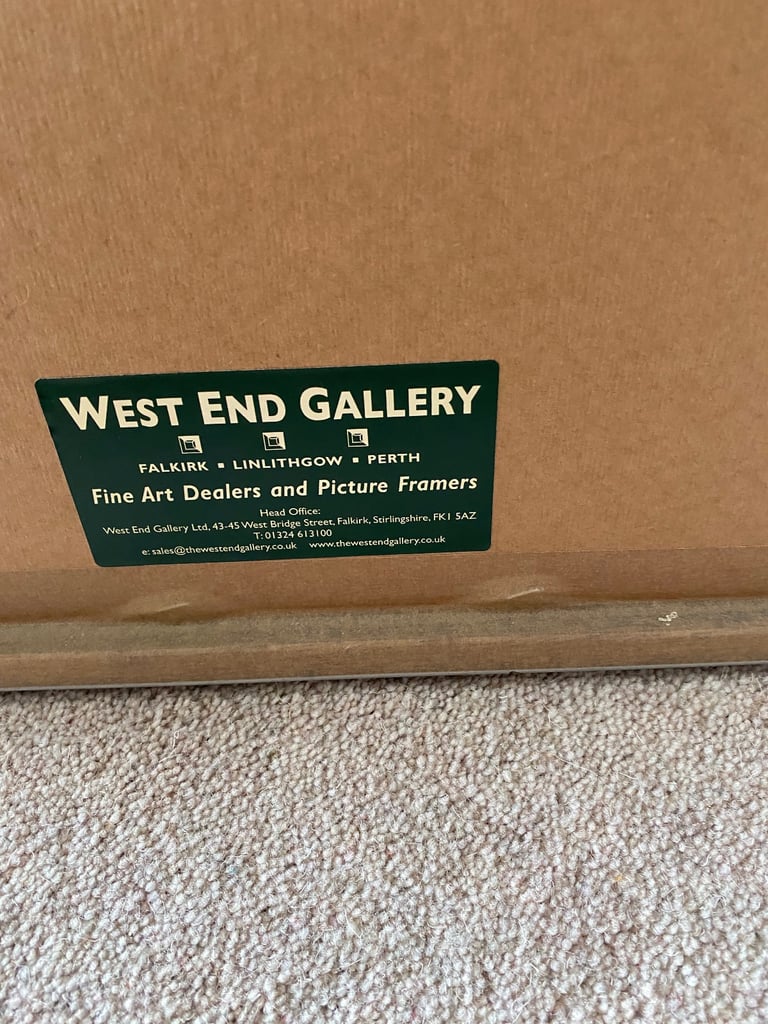 WEST END GALLERY
FALKIRK ▪ LINLITHGOW ▪ PERTH
Fine Art Dealers and Picture Framers
Head Office:
West End Gallery Ltd, 43-45 West Bridge Street, Falkirk, Stirlingshire, FK1 5AZ
T: 01324 613100
e: sales@thewestendgallery.co.uk www.thewestendgallery.co.uk